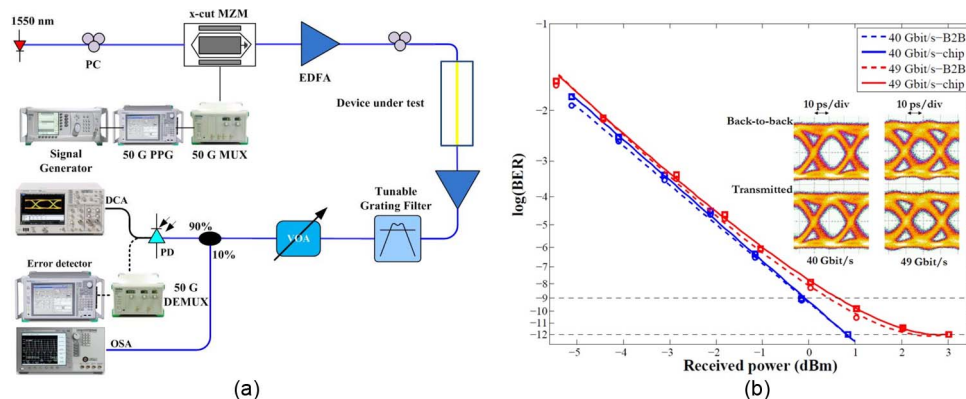 1550 nm
x-cut MZM
PC
EDFA
Device under test
Signal
Generator
50 G PPG
50 G MUX
Tunable
Grating Filter
VOA
DCA
90%
10%
PD
Error detector
50 G
DEMUX
OSA
(a)
40 Gbit/s−B2B
40 Gbit/s−chip
49 Gbit/s−B2B
49 Gbit/s−chip
10 ps/div
10 ps/div
Back-to-back
Transmitted
40 Gbit/s
49 Gbit/s
log(BER)
-1
-2
-3
-4
-5
-6
-7
-8
-9
-10
-11
-12
-5
-4
-3
-2
-1
0
1
2
3
Received power (dBm)
(b)